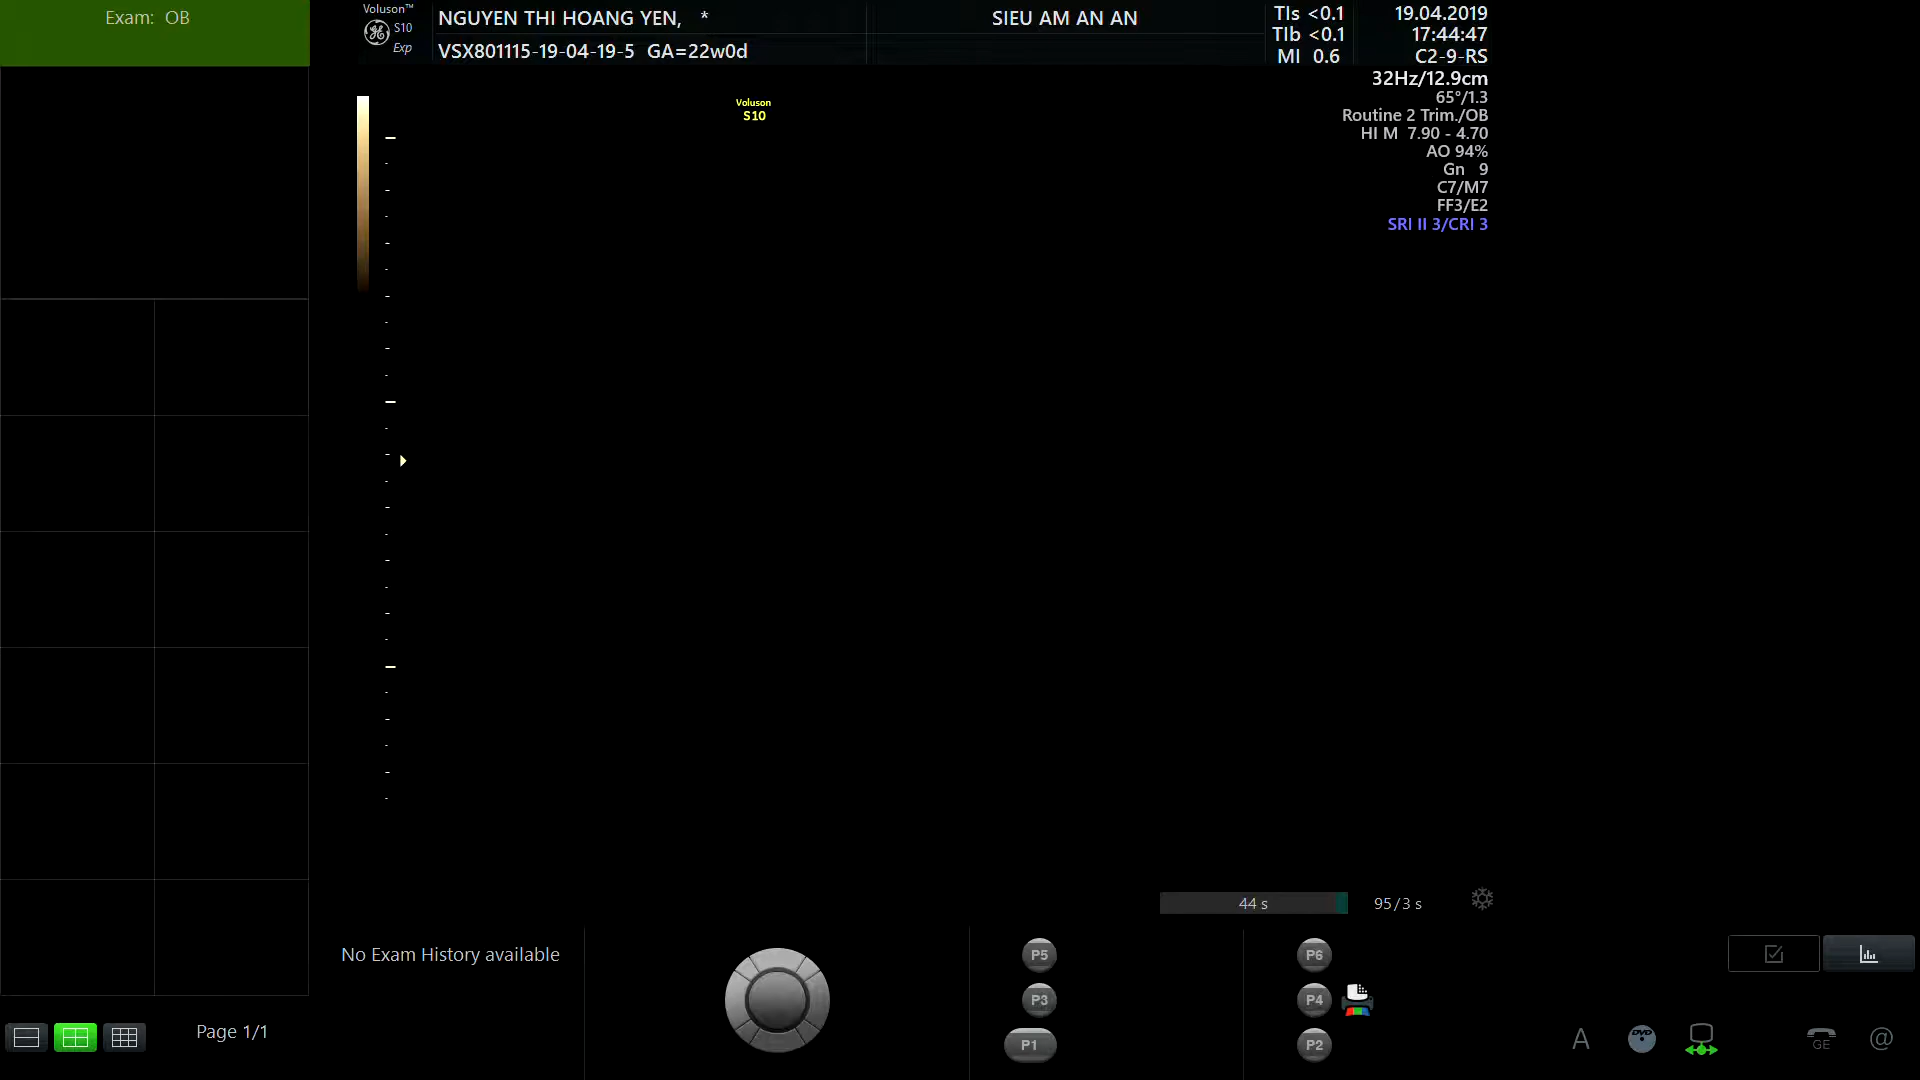 Exam: OB
Voluson™
S10
Exp
NGUYEN THI HOANG YEN, *
VSX801115-19-04-19-5 GA=22w0d
SIEU AM AN AN
TIs <0.1
TIb <0.1
MI 0.6
19.04.2019
17:44:47
C2-9-RS
32Hz/12.9cm
65°/1.3
Routine 2 Trim./OB
HI M 7.90 - 4.70
AO 94%
Gn 9
C7/M7
FF3/E2
SRI II 3/CRI 3
Voluson
S10
44 s
95/3 s
No Exam History available
P5
P3
P1
P6
P4
P2
Page 1/1
A
DVD
GE
@